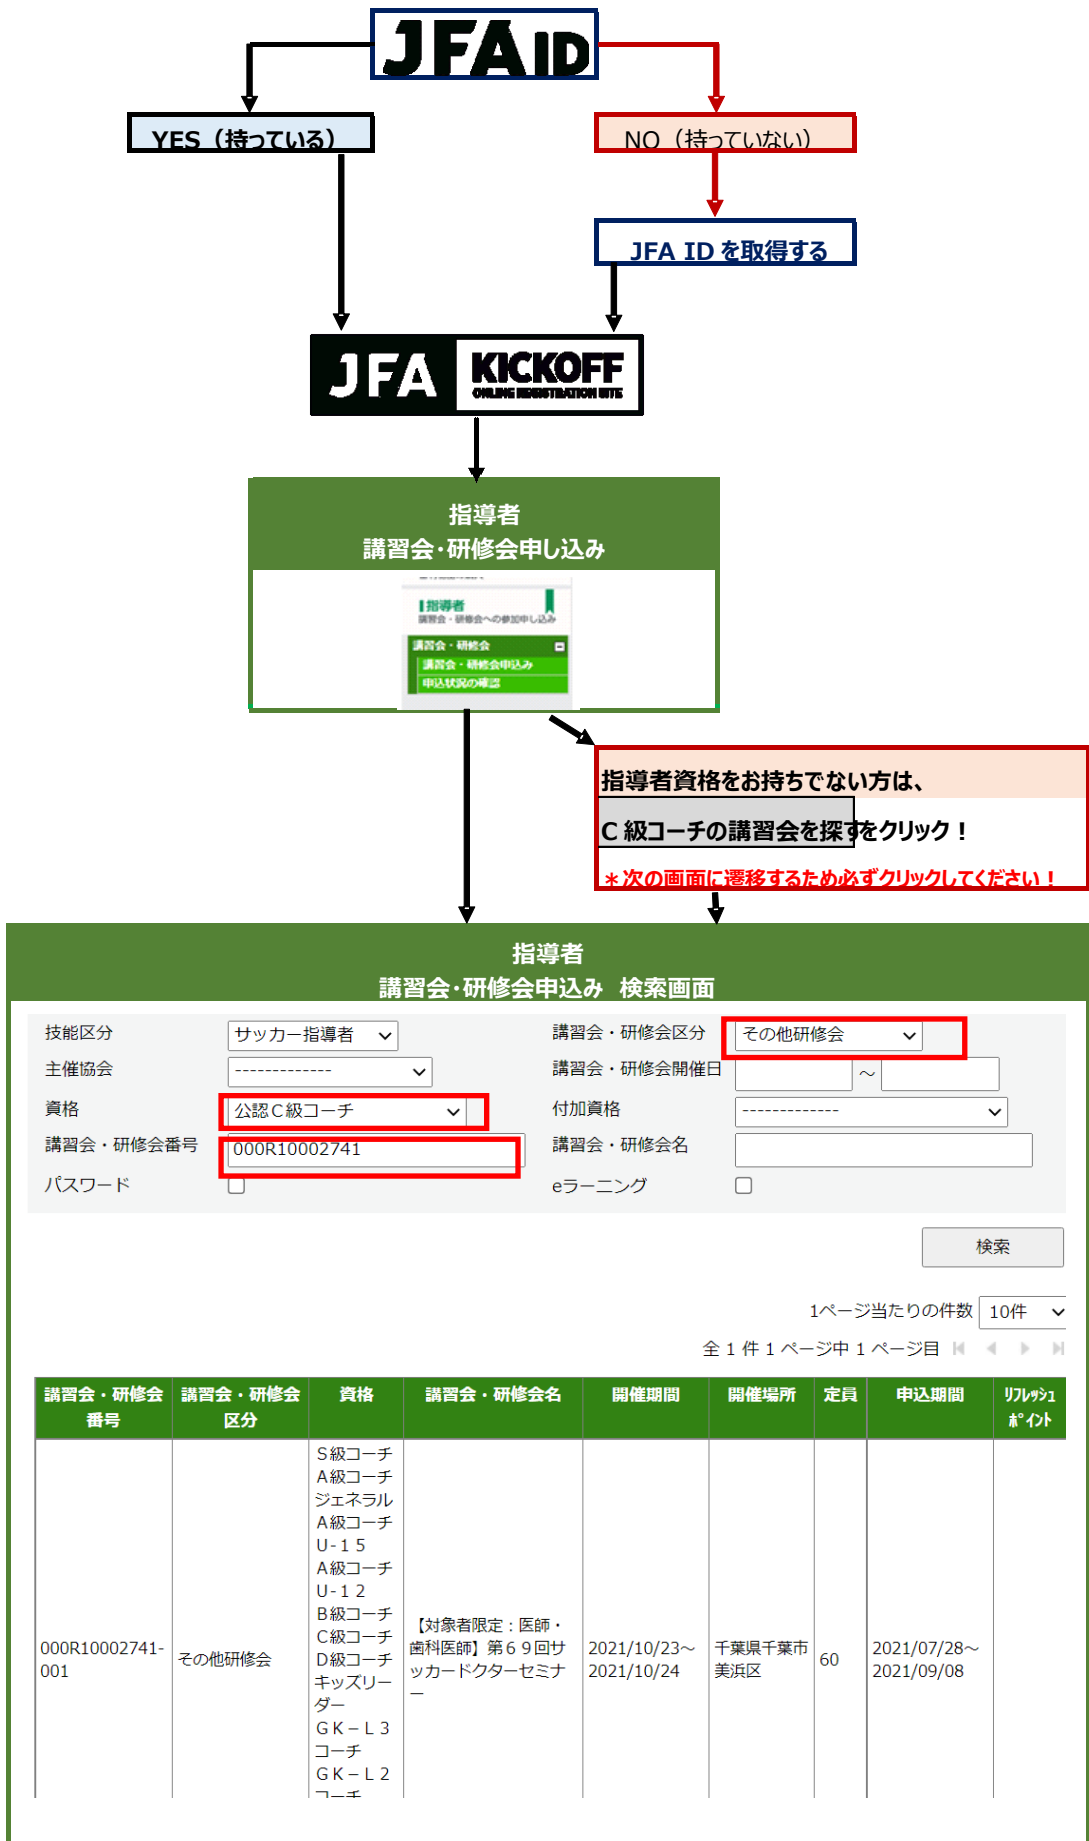 JFA ID
YES（持っている）
NO（持っていない）
JFA ID を取得する
JFA KICKOFF
ONLINE REGISTRATION SITE
指導者
講習会･研修会申し込み
指導者
講習会・研修会への参加申し込み
講習会・研修会
講習会・研修会申込み
申込状況の確認
指導者資格をお持ちでない方は、
C 級コーチの講習会を探すをクリック！
＊次の画面に遷移するため必ずクリックしてください！
指導者
講習会･研修会申込み 検索画面
技能区分 サッカー指導者 講習会・研修会区分 その他研修会
主催協会 ------------- 講習会・研修会開催日 ～
資格 公認Ｃ級コーチ 付加資格 -------------
講習会・研修会番号 000R10002741 講習会・研修会名
パスワード eラーニング
検索
1ページ当たりの件数 10件
全 1 件 1 ページ中 1 ページ目
講習会・研修会番号 講習会・研修会区分 資格 講習会・研修会名 開催期間 開催場所 定員 申込期間 ﾘﾌﾚｯｼｭﾎﾟｲﾝﾄ
000R10002741-
001
その他研修会
Ｓ級コーチ
Ａ級コーチ
ジェネラル
Ａ級コーチ
U-１５
Ａ級コーチ
U-１２
Ｂ級コーチ
Ｃ級コーチ
Ｄ級コーチ
キッズリー
ダー
ＧＫ－Ｌ３
コーチ
ＧＫ－Ｌ２
コーチ
【対象者限定：医師・
歯科医師】第６９回サ
ッカードクターセミナ
ー
2021/10/23～
2021/10/24
千葉県千葉市
美浜区
60
2021/07/28～
2021/09/08